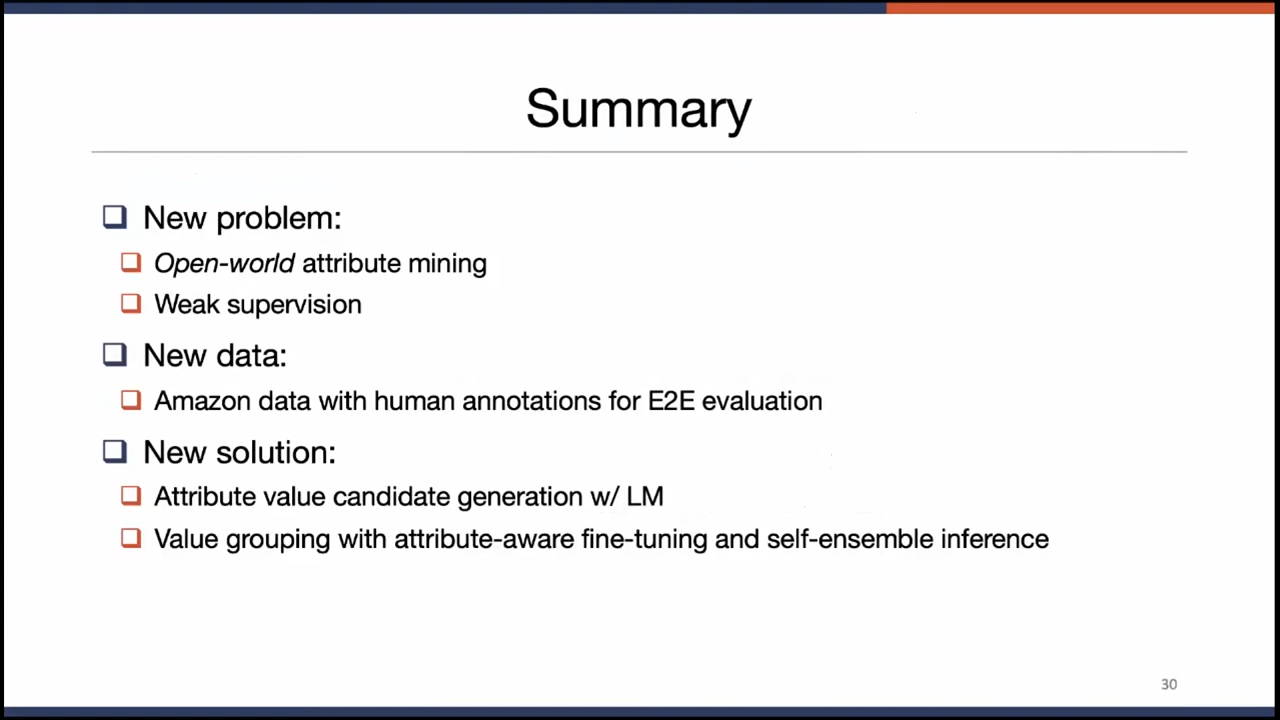 Summary
New problem:
Open-world attribute mining
Weak supervision
New data:
Amazon data with human annotations for E2E evaluation
New solution:
Attribute value candidate generation w/ LM
Value grouping with attribute-aware fine-tuning and self-ensemble inference
30